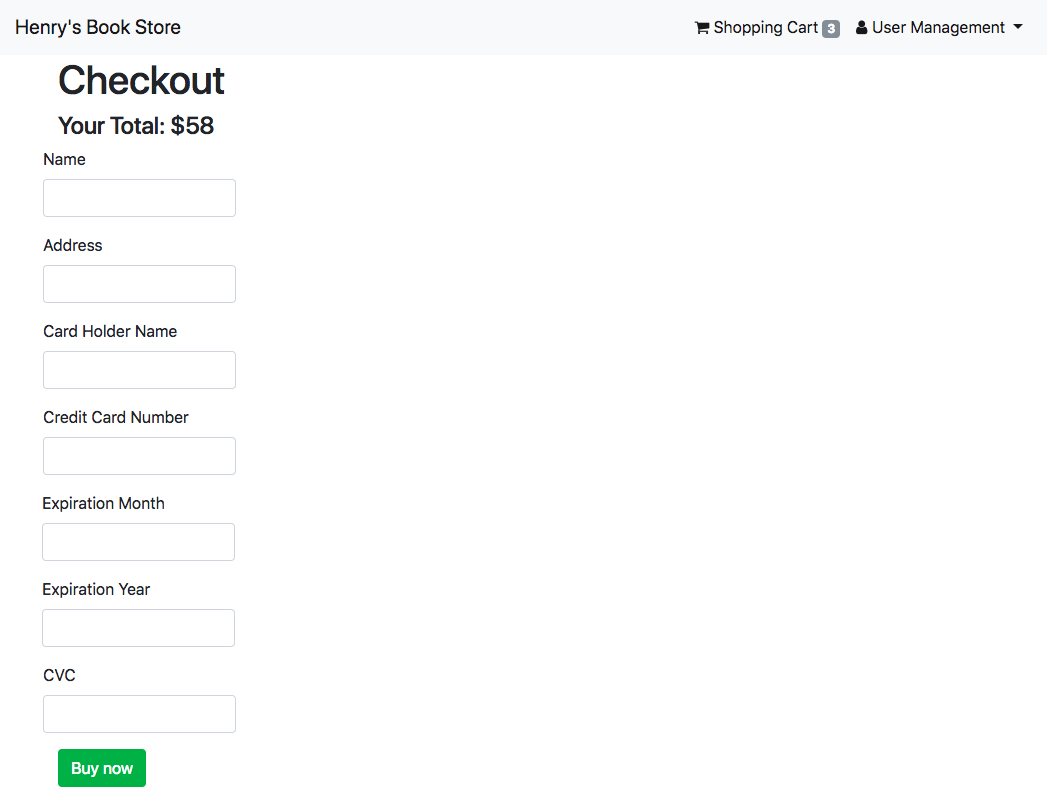 Henry's Book Store Shopping Cart 3 User Management
Checkout
Your Total: $58
Name
Address
Card Holder Name
Credit Card Number
Expiration Month
Expiration Year
CVC
Buy now